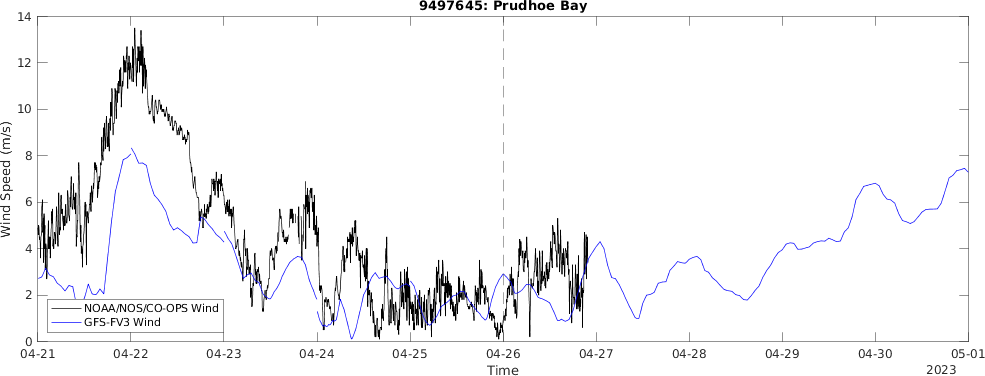 9497645: Prudhoe Bay
14
12
10
8
6
4
2
0
Wind Speed (m/s)
NOAA/NOS/CO-OPS Wind
GFS-FV3 Wind
04-21 04-22 04-23 04-24 04-25 04-26 04-27 04-28 04-29 04-30 05-01
Time
2023